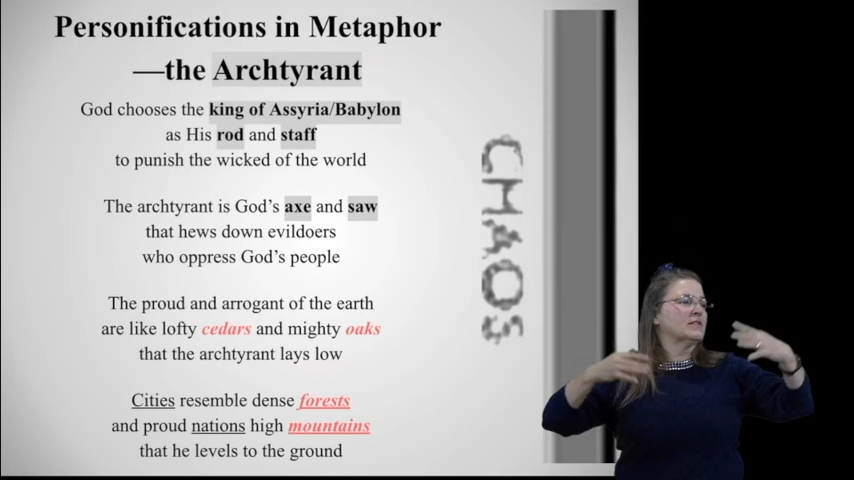 Personifications in Metaphor
—the Archtyrant
God chooses the king of Assyria/Babylon
as His rod and staff
to punish the wicked of the world
The archtyrant is God's axe and saw
that hews down evildoers
who oppress God's people
The proud and arrogant of the earth
are like lofty cedars and mighty oaks
that the archtyrant lays low
Cities resemble dense forests
and proud nations high mountains
that he levels to the ground
CHAOS